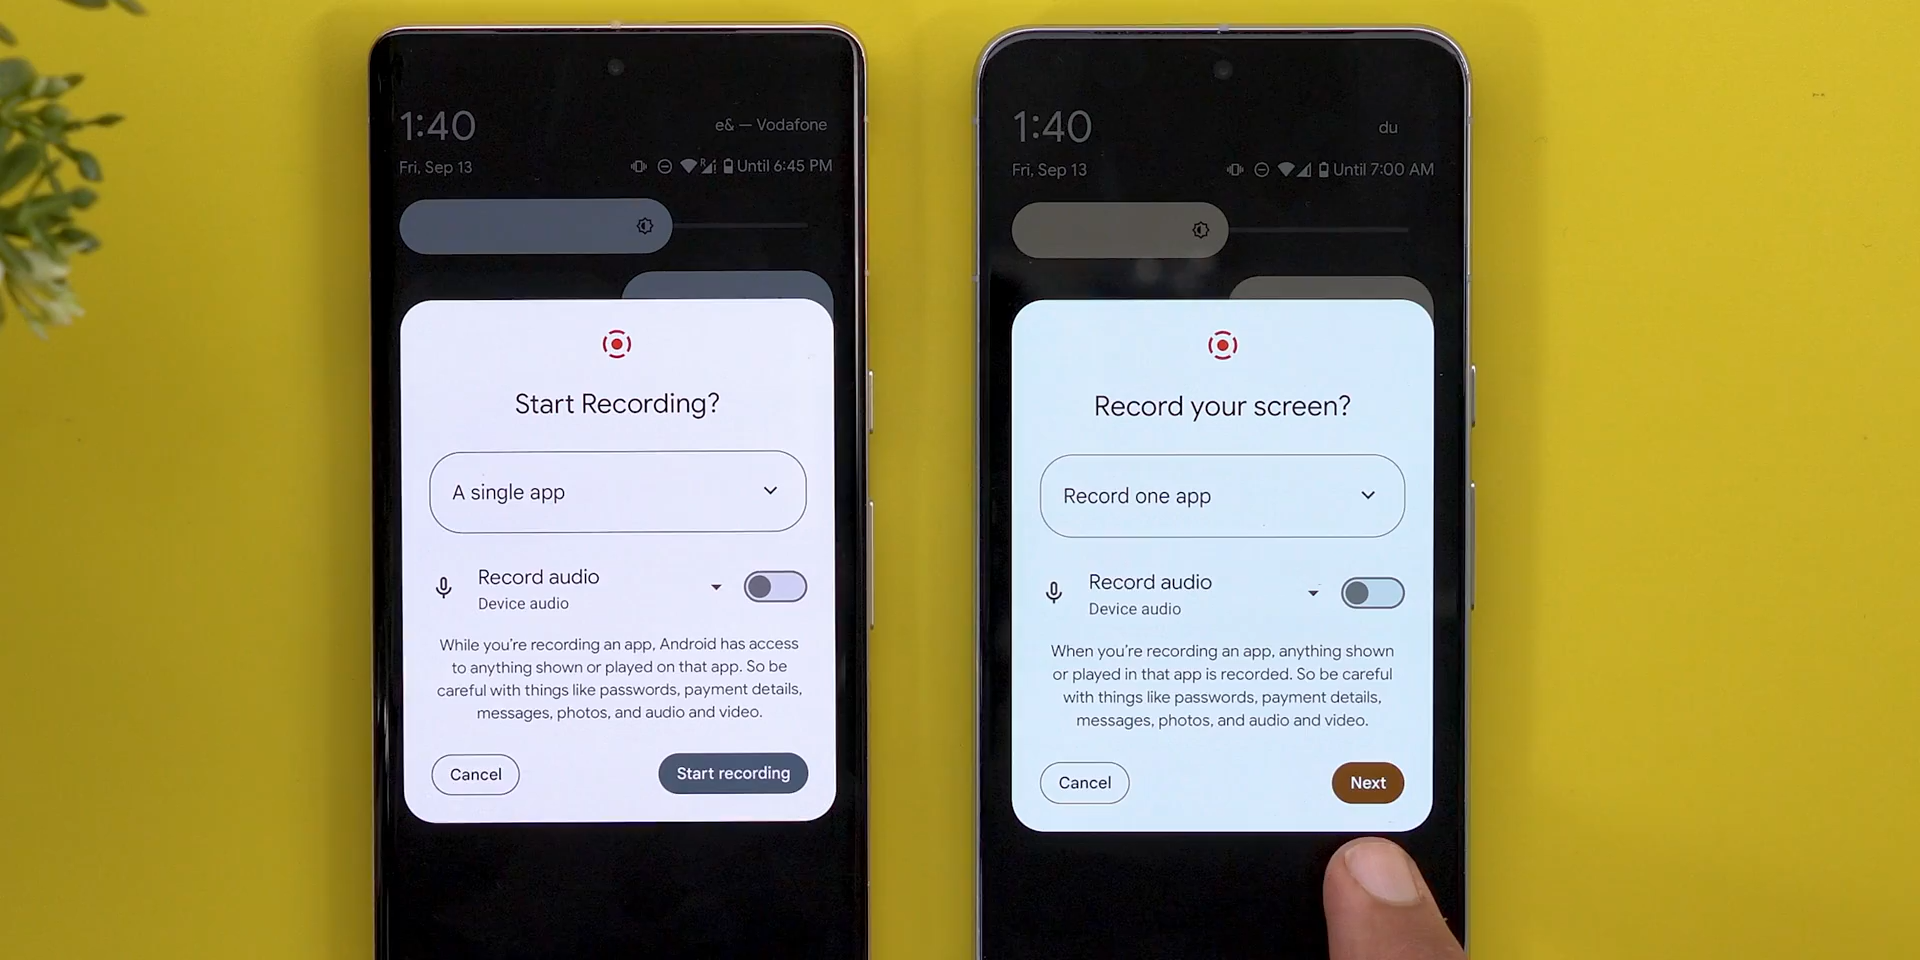 1:40
e& — Vodafone
Fri, Sep 13
Until 6:45 PM
Start Recording?
A single app
Record audio
Device audio
While you're recording an app, Android has access
to anything shown or played on that app. So be
careful with things like passwords, payment details,
messages, photos, and audio and video.
Cancel
Start recording
1:40
du
Fri, Sep 13
Until 7:00 AM
Record your screen?
Record one app
Record audio
Device audio
When you're recording an app, anything shown
or played in that app is recorded. So be careful
with things like passwords, payment details,
messages, photos, and audio and video.
Cancel
Next